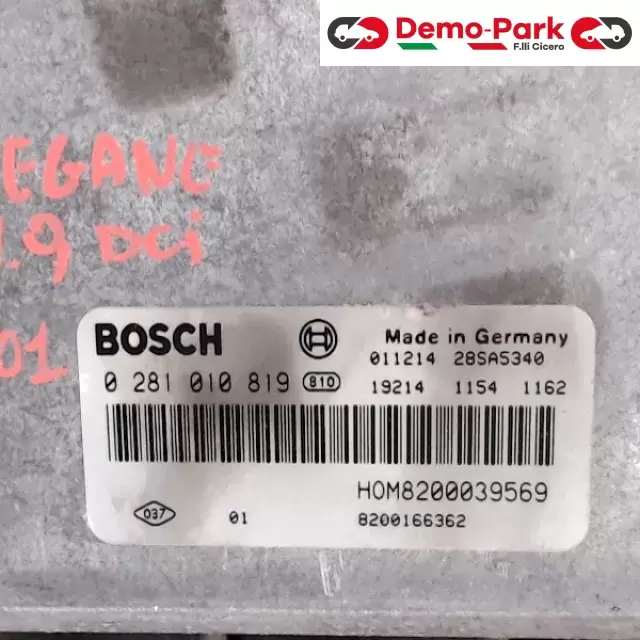 Demo-Park
F.lli Cicero
EGANE
1.9 DCi
01
BOSCH
Made in Germany
011214 28SA5340
0 281 010 819 810
19214 1154 1162
HOM8200039569
037 01 8200166362